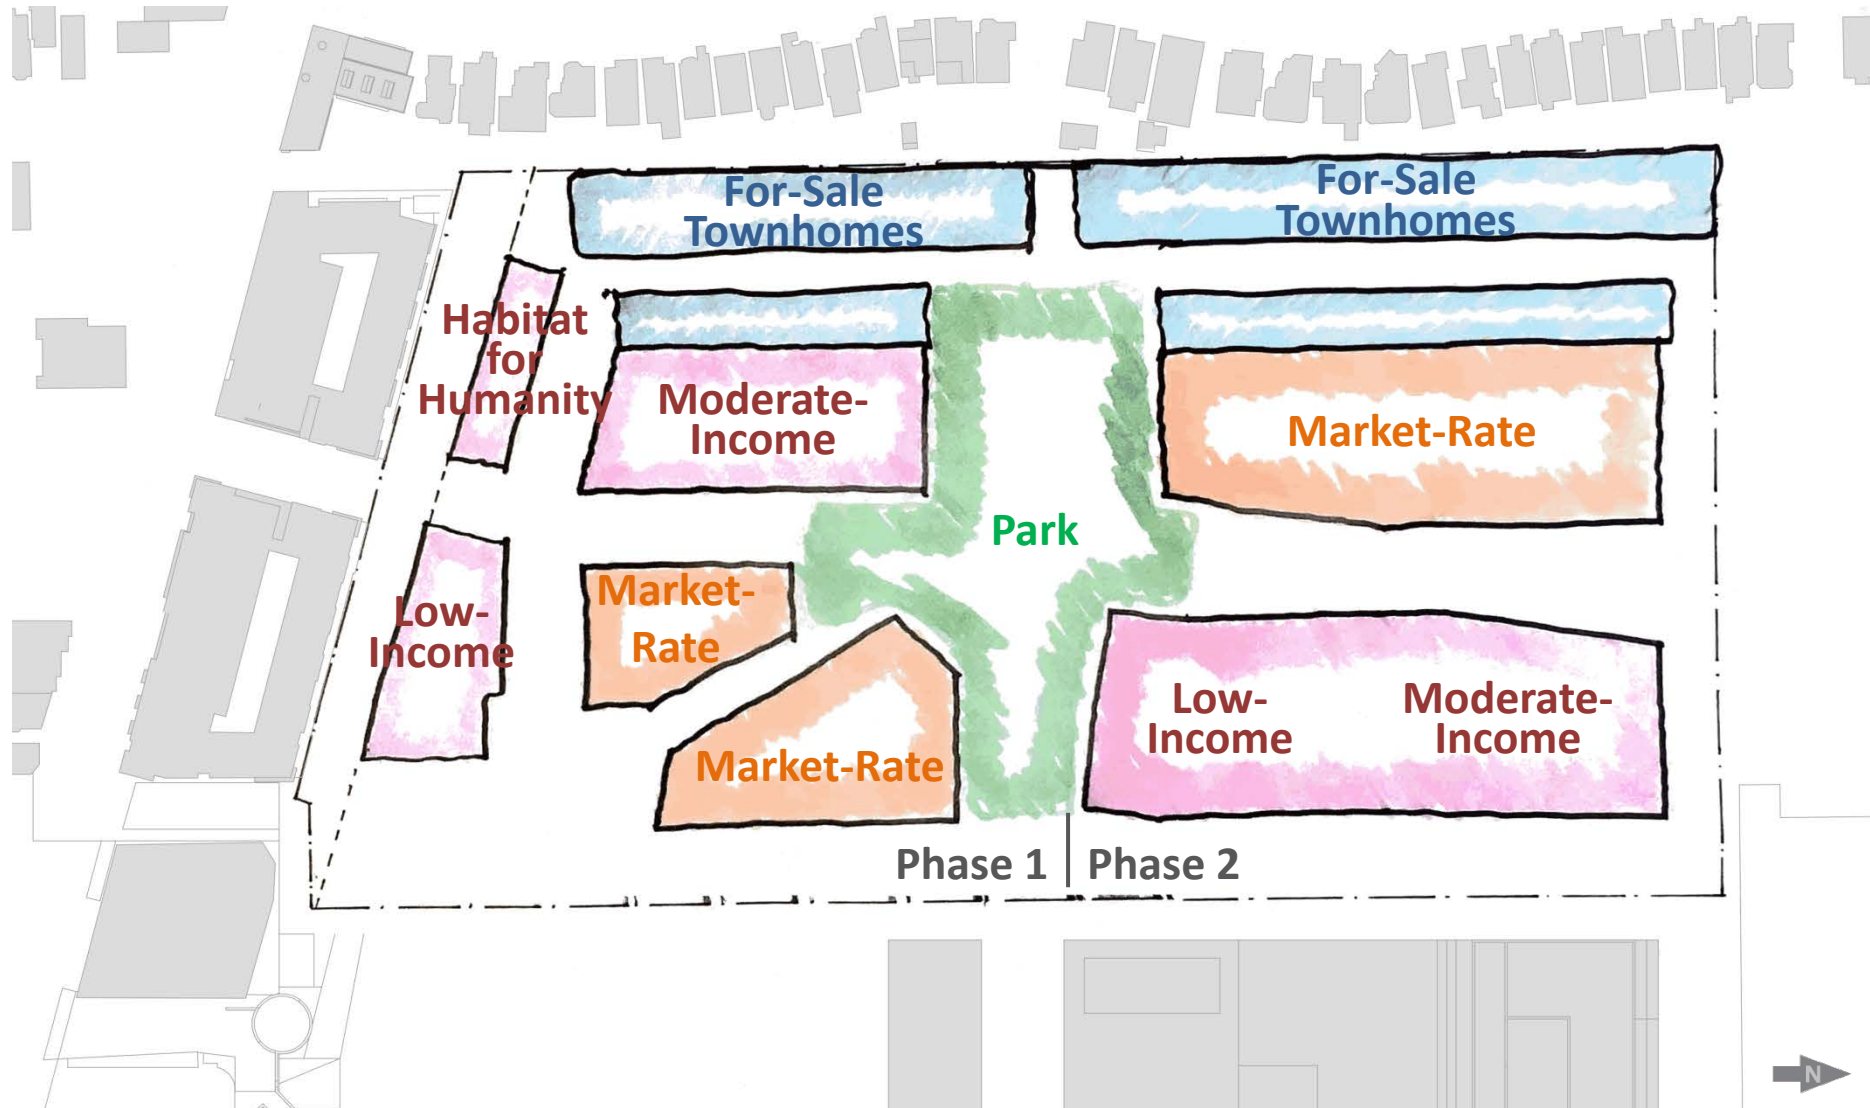 For-Sale
Townhomes
For-Sale
Townhomes
Habitat
for
Humanity
Moderate-
Income
Market-Rate
Park
Market-
Rate
Low-
Income
Market-Rate
Low-
Income
Moderate-
Income
Phase 1
Phase 2
N